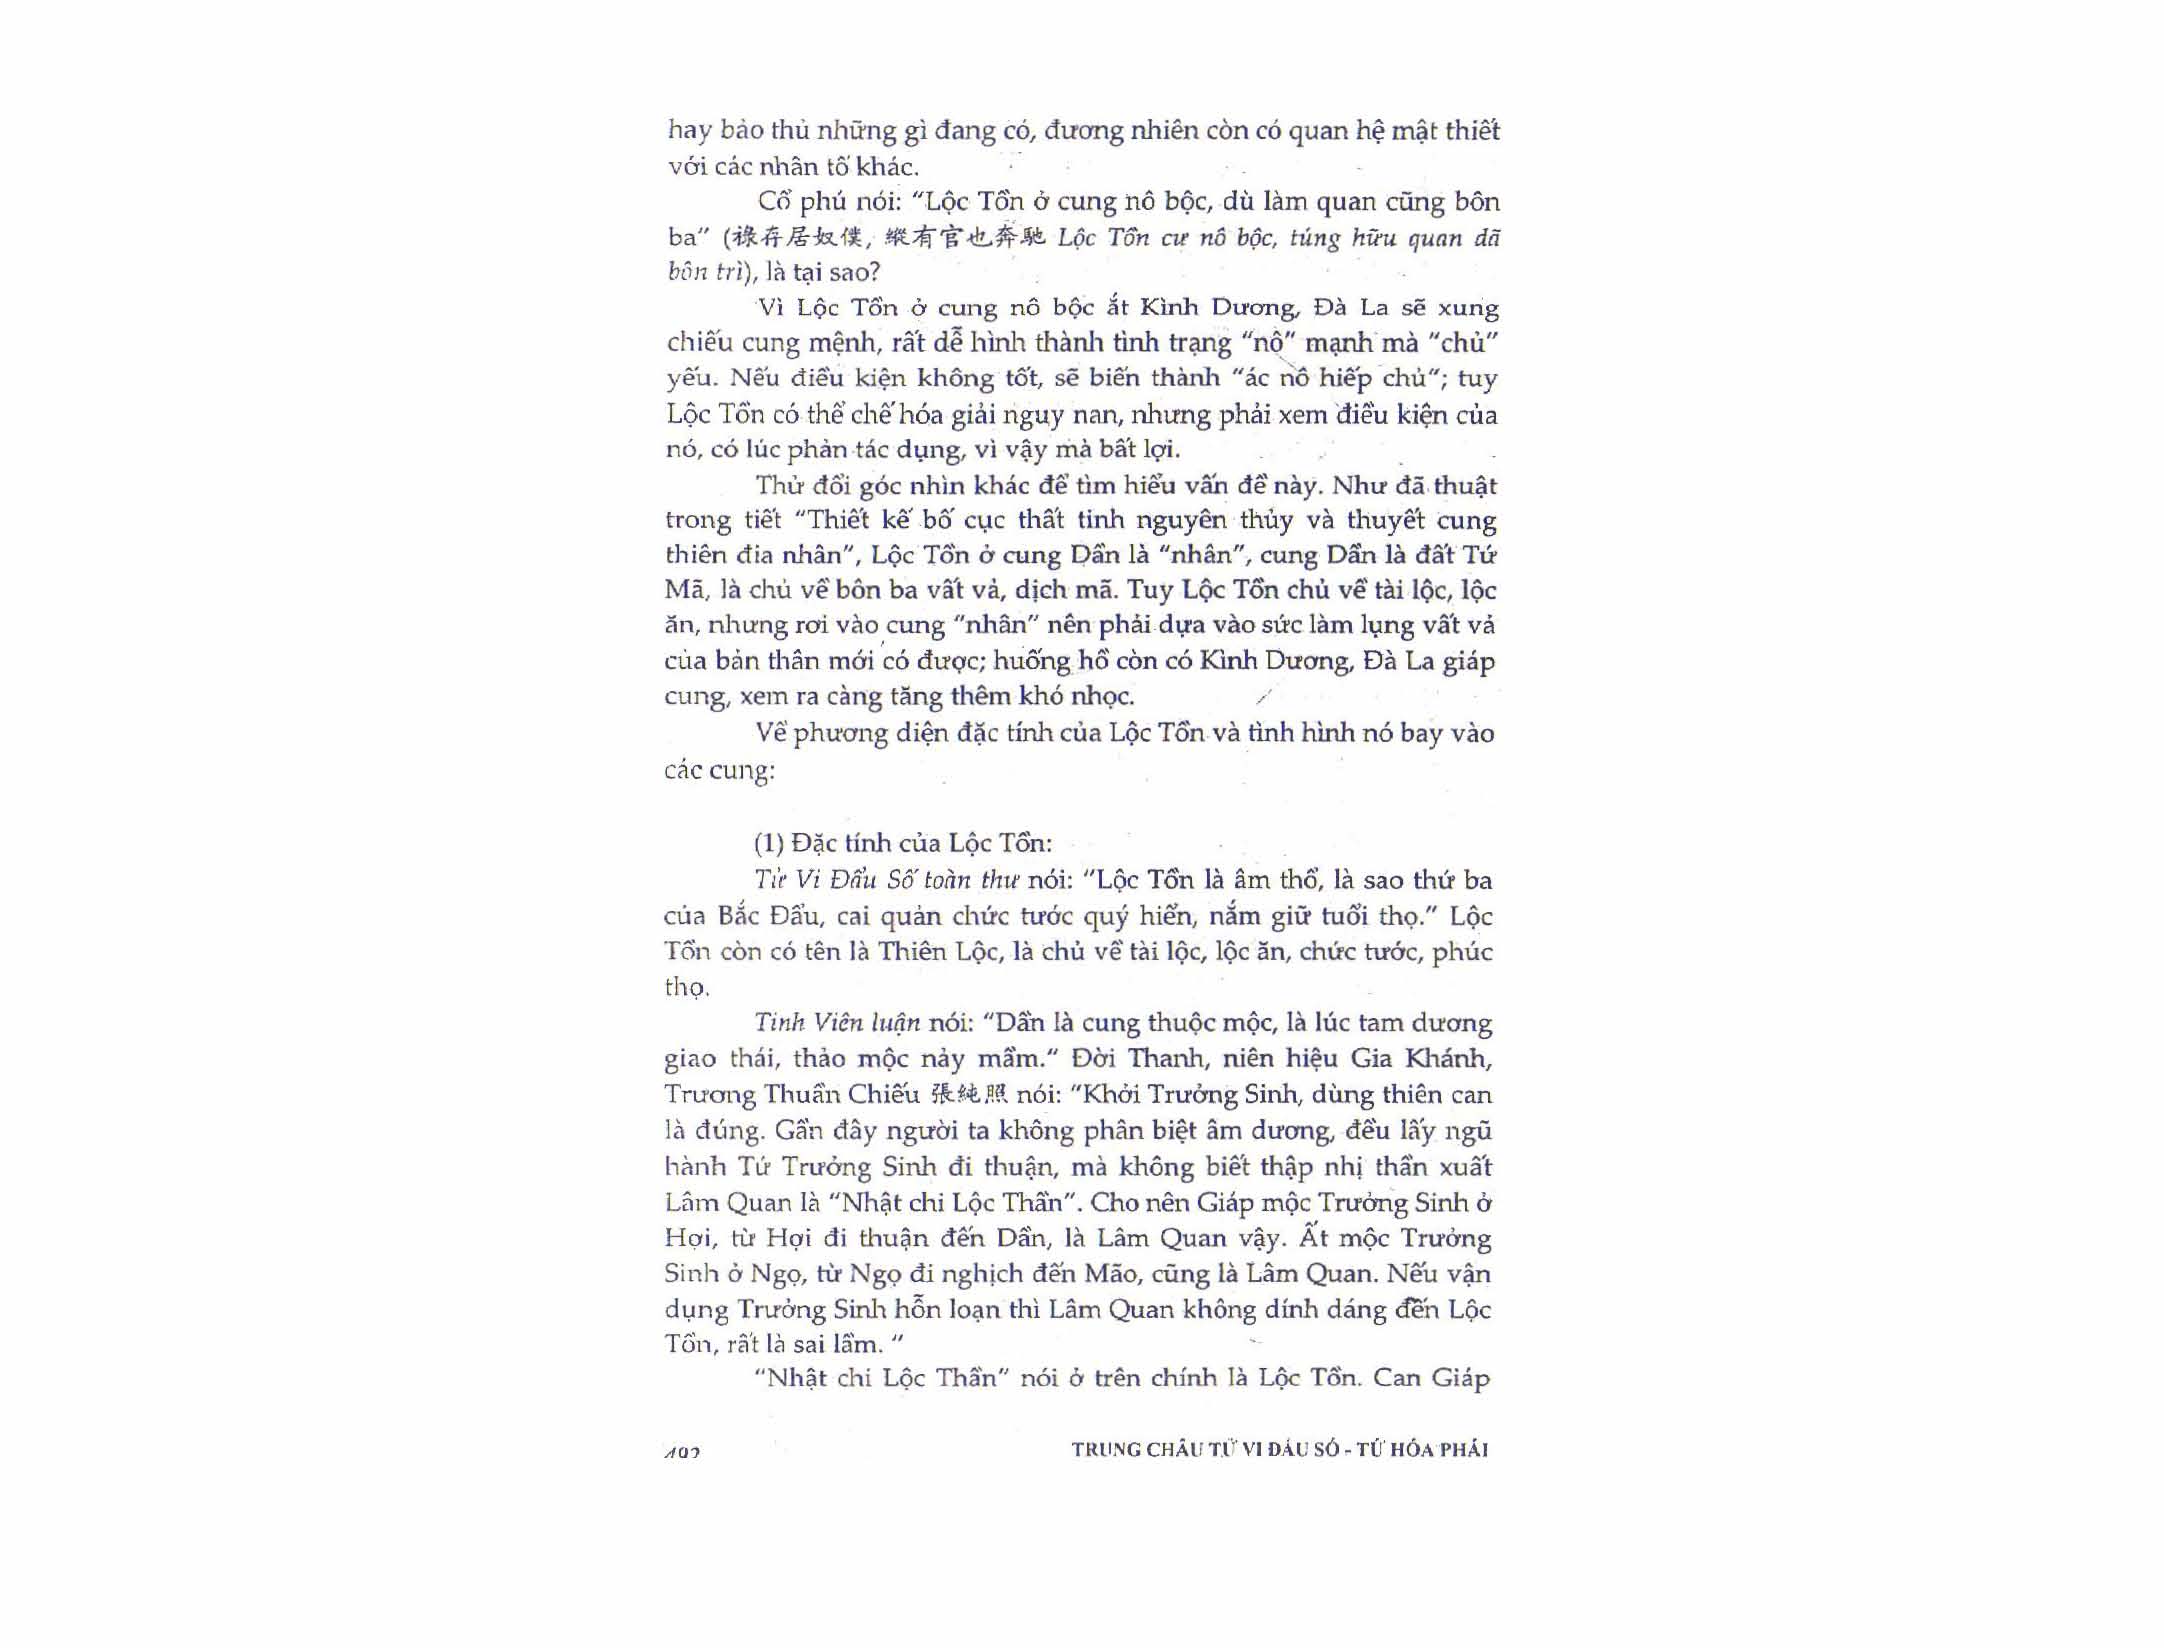 hay bảo thủ những gì đang có, đương nhiên còn có quan hệ mật thiết
với các nhân tố khác.
Cổ phú nói: "Lộc Tồn ở cung nô bộc, dù làm quan cũng bôn
ba" (祿存居奴僕, 縱有官也奔馳 Lộc Tồn cư nô bộc, túng hữu quan dã
bôn trì), là tại sao?
Vì Lộc Tồn ở cung nô bộc ắt Kình Dương, Đà La sẽ xung
chiếu cung mệnh, rất dễ hình thành tình trạng "nô" mạnh mà "chủ"
yếu. Nếu điều kiện không tốt, sẽ biến thành "ác nô hiếp chủ"; tuy
Lộc Tồn có thể chế hóa giải nguy nan, nhưng phải xem điều kiện của
nó, có lúc phản tác dụng, vì vậy mà bất lợi.
Thử đổi góc nhìn khác để tìm hiểu vấn đề này. Như đã thuật
trong tiết "Thiết kế bố cục thất tinh nguyên thủy và thuyết cung
thiên địa nhân", Lộc Tồn ở cung Dần là "nhân", cung Dần là đất Tứ
Mã, là chủ về bôn ba vất vả, dịch mã. Tuy Lộc Tồn chủ về tài lộc, lộc
ăn, nhưng rơi vào cung "nhân" nên phải dựa vào sức làm lụng vất vả
của bản thân mới có được; huống hồ còn có Kình Dương, Đà La giáp
cung, xem ra càng tăng thêm khó nhọc.
Về phương diện đặc tính của Lộc Tồn và tình hình nó bay vào
các cung:
(1) Đặc tính của Lộc Tồn:
Tử Vi Đẩu Số toàn thư nói: "Lộc Tồn là âm thổ, là sao thứ ba
của Bắc Đẩu, cai quản chức tước quý hiển, nắm giữ tuổi thọ." Lộc
Tồn còn có tên là Thiên Lộc, là chủ về tài lộc, lộc ăn, chức tước, phúc
thọ.
Tinh Viên luận nói: "Dần là cung thuộc mộc, là lúc tam dương
giao thái, thảo mộc nảy mầm." Đời Thanh, niên hiệu Gia Khánh,
Trương Thuần Chiếu 張純照 nói: "Khởi Trưởng Sinh, dùng thiên can
là đúng. Gần đây người ta không phân biệt âm dương, đều lấy ngũ
hành Tứ Trưởng Sinh đi thuận, mà không biết thập nhị thần xuất
Lâm Quan là "Nhật chi Lộc Thần". Cho nên Giáp mộc Trưởng Sinh ở
Hợi, từ Hợi đi thuận đến Dần, là Lâm Quan vậy. Ất mộc Trưởng
Sinh ở Ngọ, từ Ngọ đi nghịch đến Mão, cũng là Lâm Quan. Nếu vận
dụng Trưởng Sinh hỗn loạn thì Lâm Quan không dính dáng đến Lộc
Tồn, rất là sai lầm. "
"Nhật chi Lộc Thần" nói ở trên chính là Lộc Tồn. Can Giáp
TRUNG CHÂU TỬ VI ĐẨU SỐ - TỨ HÓA PHÁI